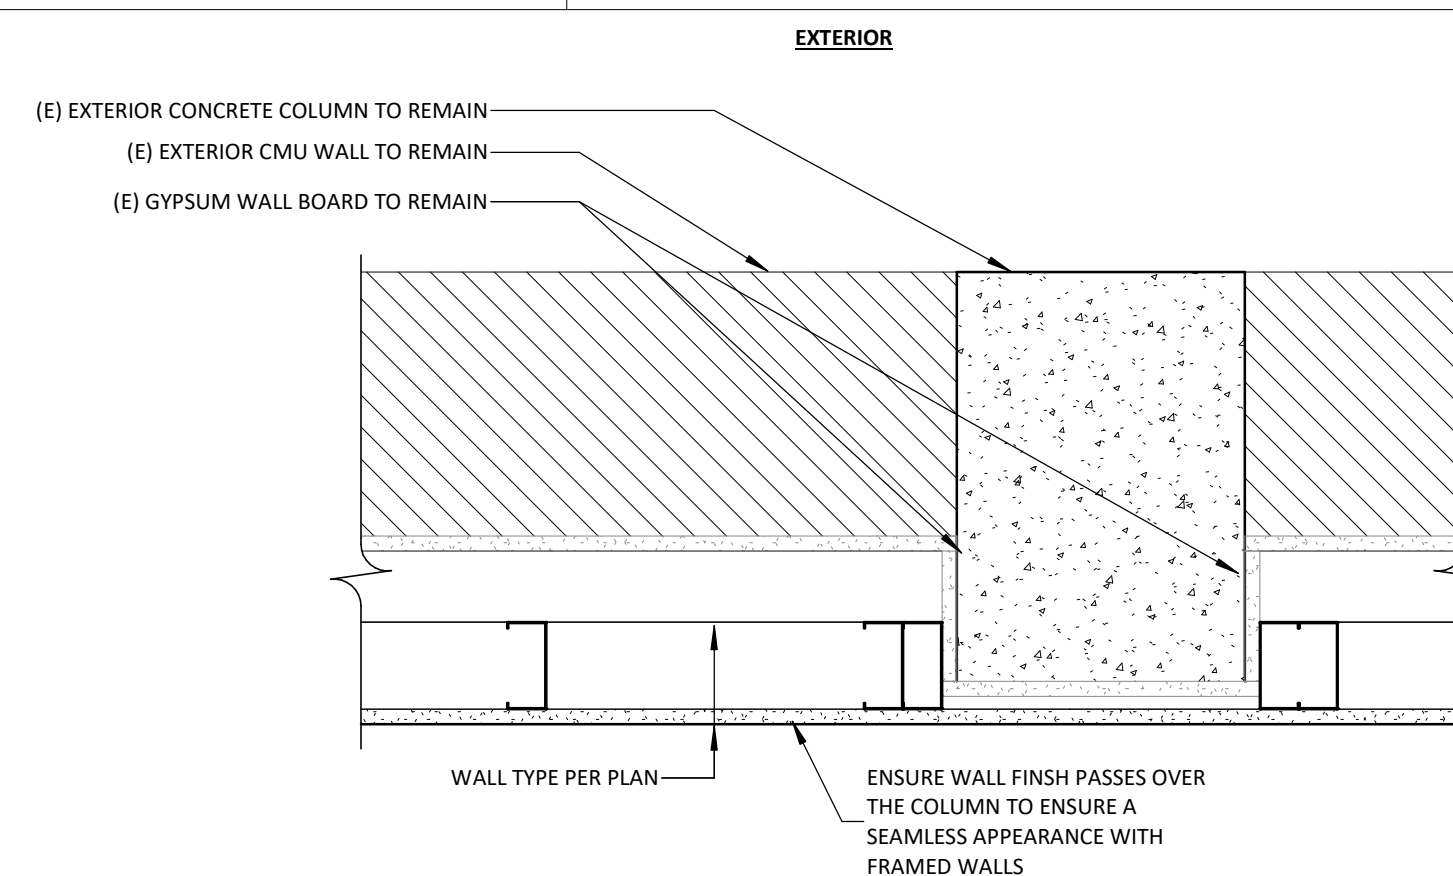 EXTERIOR
(E) EXTERIOR CONCRETE COLUMN TO REMAIN
(E) EXTERIOR CMU WALL TO REMAIN
(E) GYPSUM WALL BOARD TO REMAIN
WALL TYPE PER PLAN
ENSURE WALL FINSH PASSES OVER
THE COLUMN TO ENSURE A
SEAMLESS APPEARANCE WITH
FRAMED WALLS